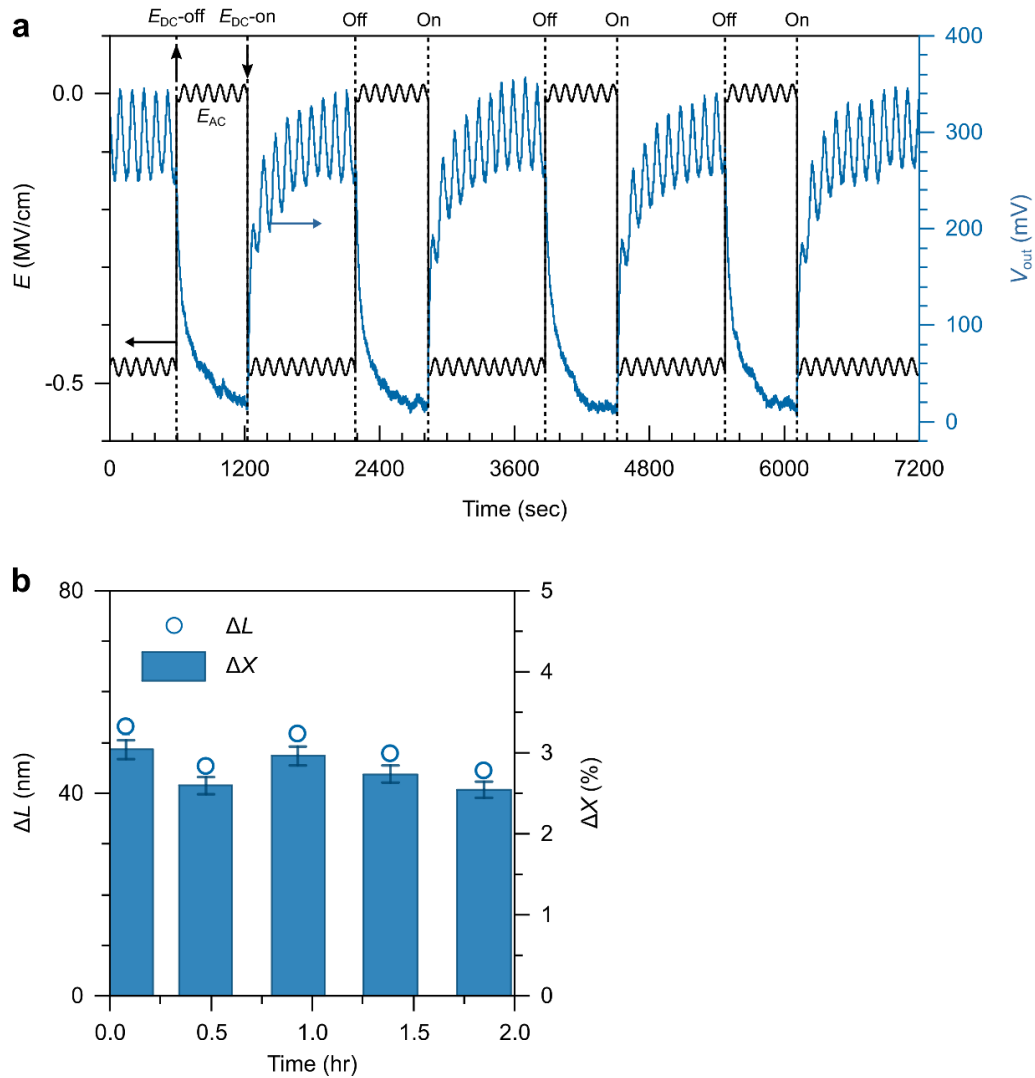 a
E_DC-off E_DC-on Off On Off On Off On
400
0.0
E_AC
300
E (MV/cm)
200
V_out (mV)
100
-0.5
0
0 1200 2400 3600 4800 6000 7200
Time (sec)
b
80 5
ΔL
4
ΔX
3
ΔL (nm)
40
ΔX (%)
2
1
0 0
0.0 0.5 1.0 1.5 2.0
Time (hr)